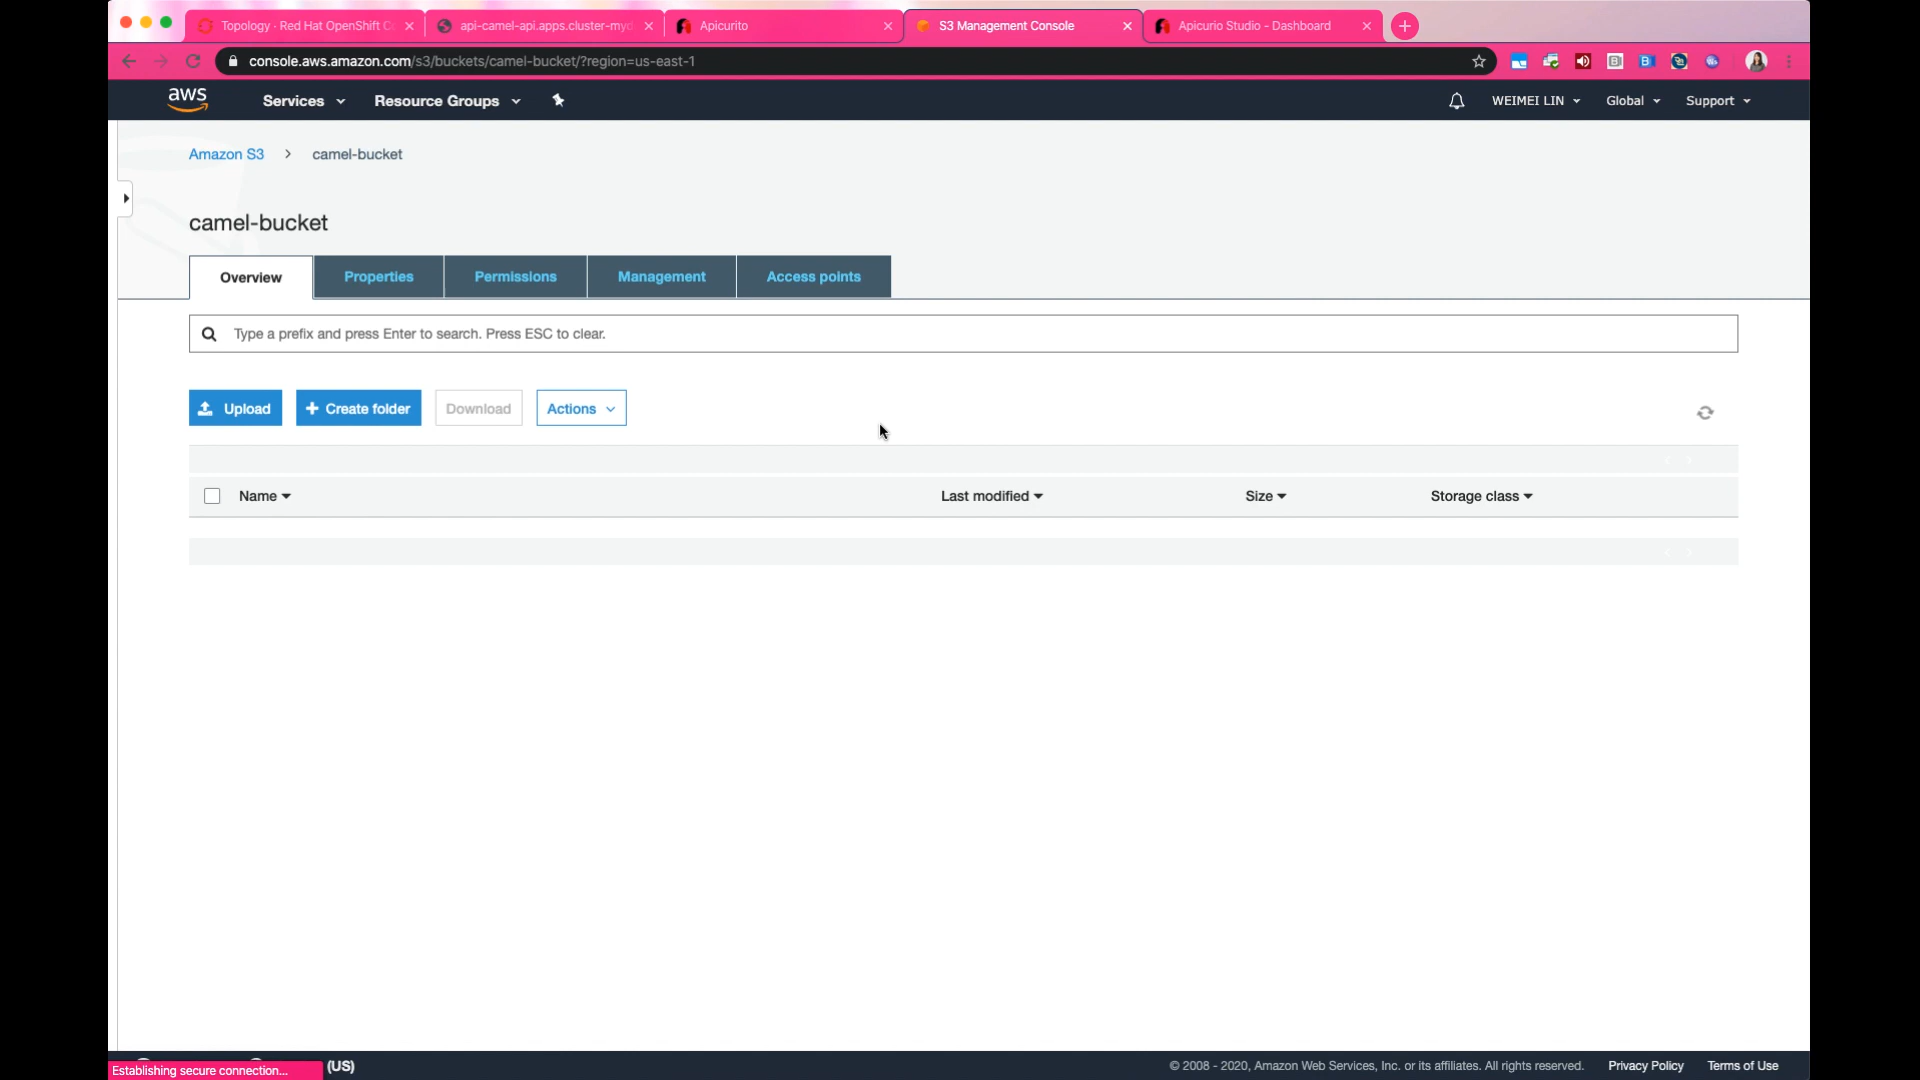 Topology · Red Hat OpenShift C
api-camel-api.apps.cluster-myd
Apicurito
S3 Management Console
Apicurio Studio - Dashboard
console.aws.amazon.com/s3/buckets/camel-bucket/?region=us-east-1
aws
Services
Resource Groups
WEIMEI LIN
Global
Support
Amazon S3
camel-bucket
camel-bucket
Overview
Properties
Permissions
Management
Access points
Type a prefix and press Enter to search. Press ESC to clear.
Upload
Create folder
Download
Actions
Name
Last modified
Size
Storage class
Establishing secure connection...
(US)
© 2008 - 2020, Amazon Web Services, Inc. or its affiliates. All rights reserved.
Privacy Policy
Terms of Use